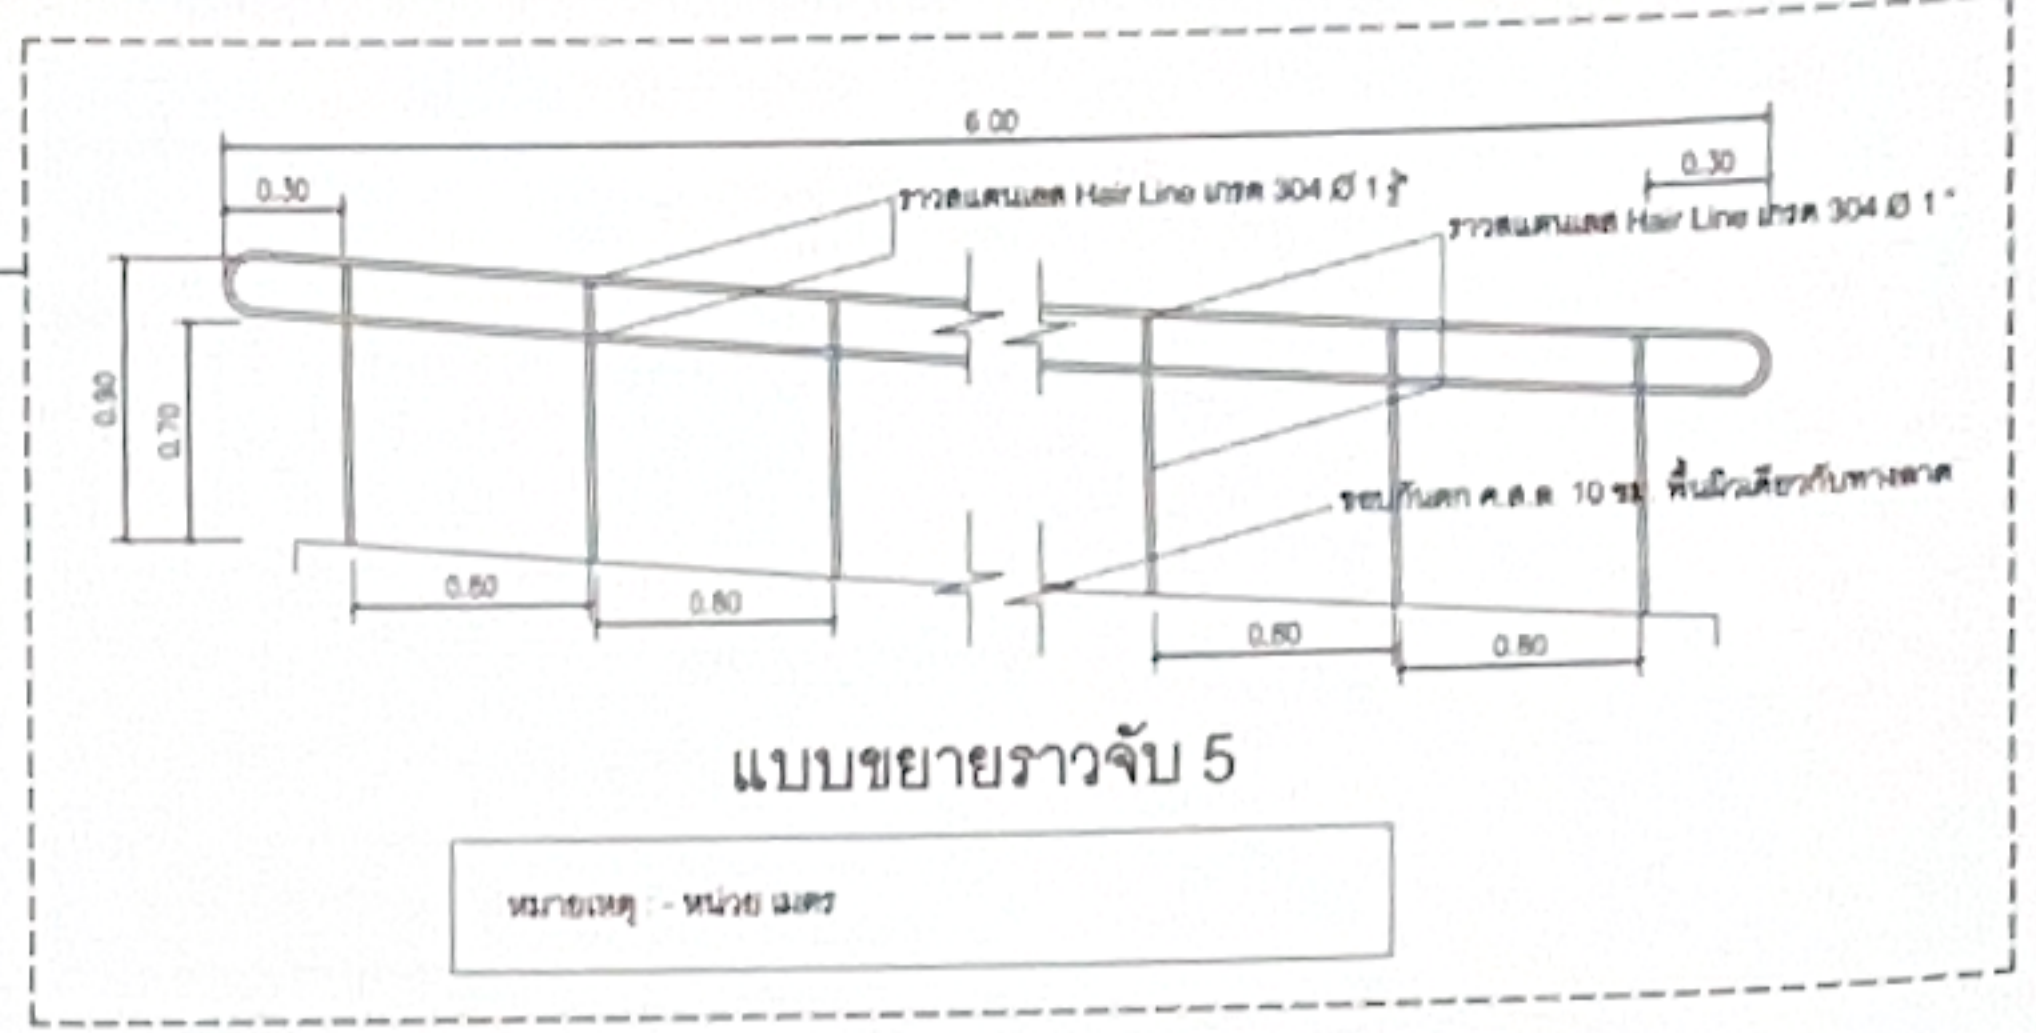 6.00
0.30
0.30
ราวสแตนเลส Hair Line เกรด 304 Ø 1 ½"
ราวสแตนเลส Hair Line เกรด 304 Ø 1 "
0.90
0.70
ขอบกันตก ค.ส.ล. 10 ซม. พื้นผิวเดียวกับทางลาด
0.80
0.80
0.80
0.80
แบบขยายราวจับ 5
หมายเหตุ : - หน่วย เมตร